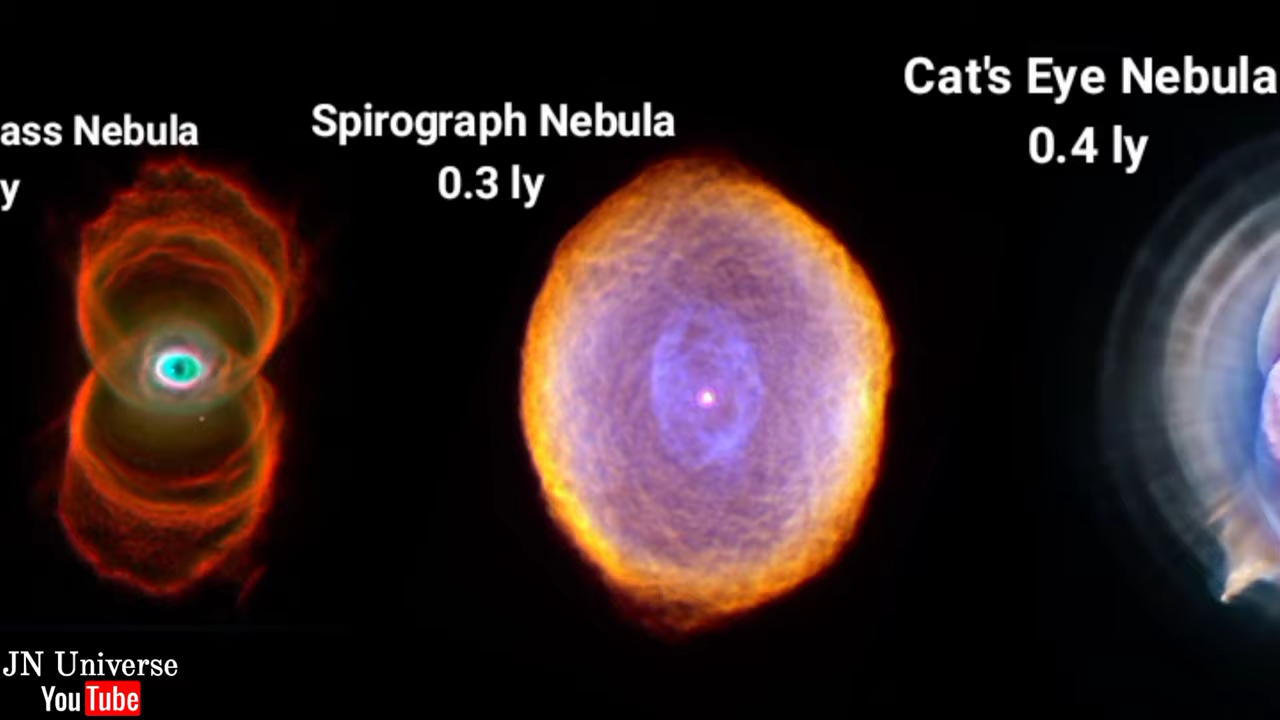 ass Nebula
y
Spirograph Nebula
0.3 ly
Cat's Eye Nebula
0.4 ly
JN Universe
YouTube